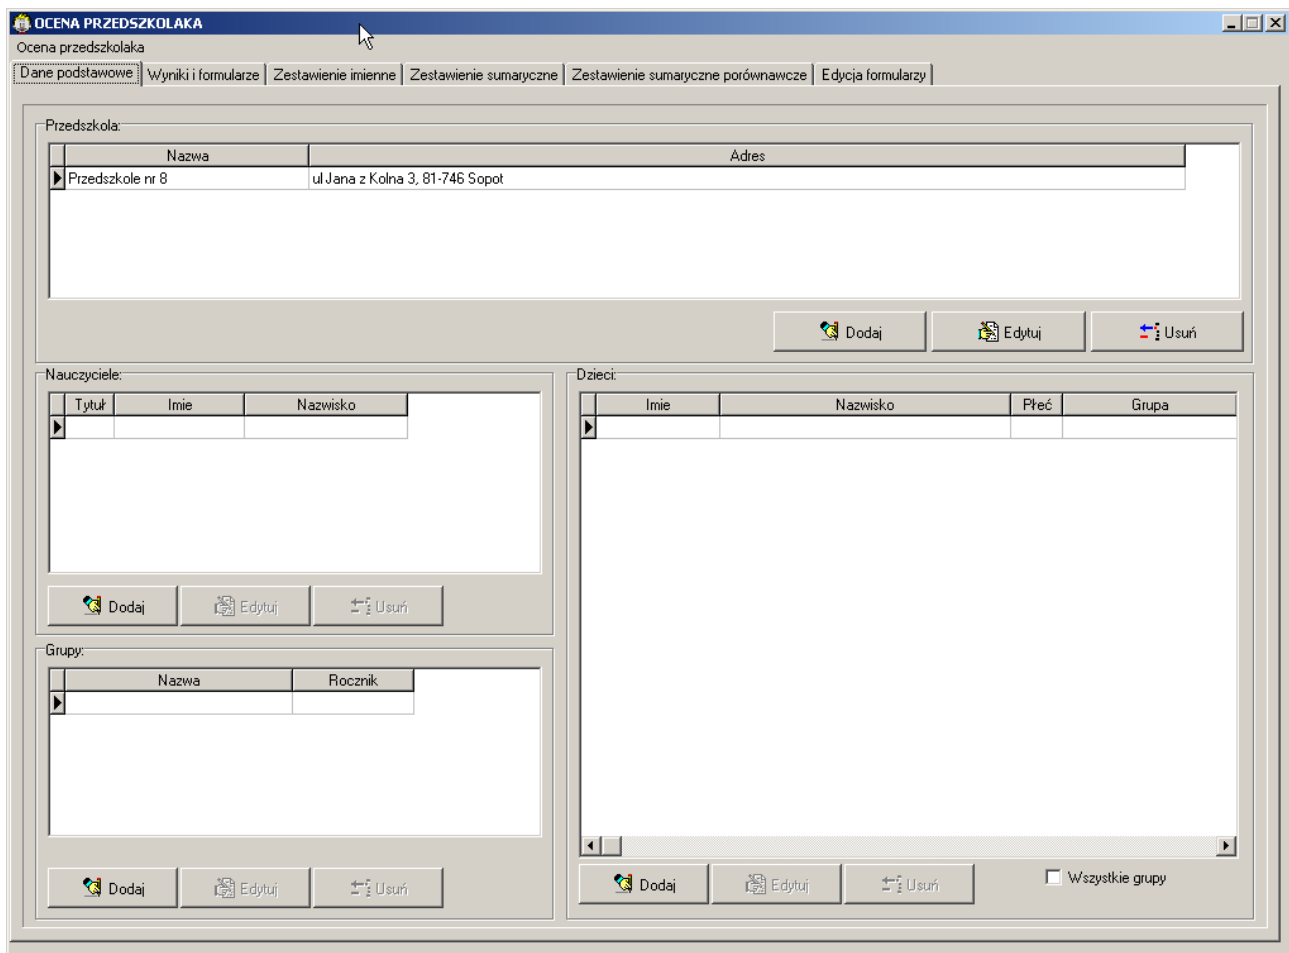 OCENA PRZEDSZKOLAKA
Ocena przedszkolaka
Dane podstawowe Wyniki i formularze Zestawienie imienne Zestawienie sumaryczne Zestawienie sumaryczne porównawcze Edycja formularzy
Przedszkola:
Nazwa Adres
Przedszkole nr 8 ul Jana z Kolna 3, 81-746 Sopot
Dodaj Edytuj Usuń
Nauczyciele:
Tytuł Imie Nazwisko
Dodaj Edytuj Usuń
Grupy:
Nazwa Rocznik
Dodaj Edytuj Usuń
Dzieci:
Imie Nazwisko Płeć Grupa
Dodaj Edytuj Usuń Wszystkie grupy